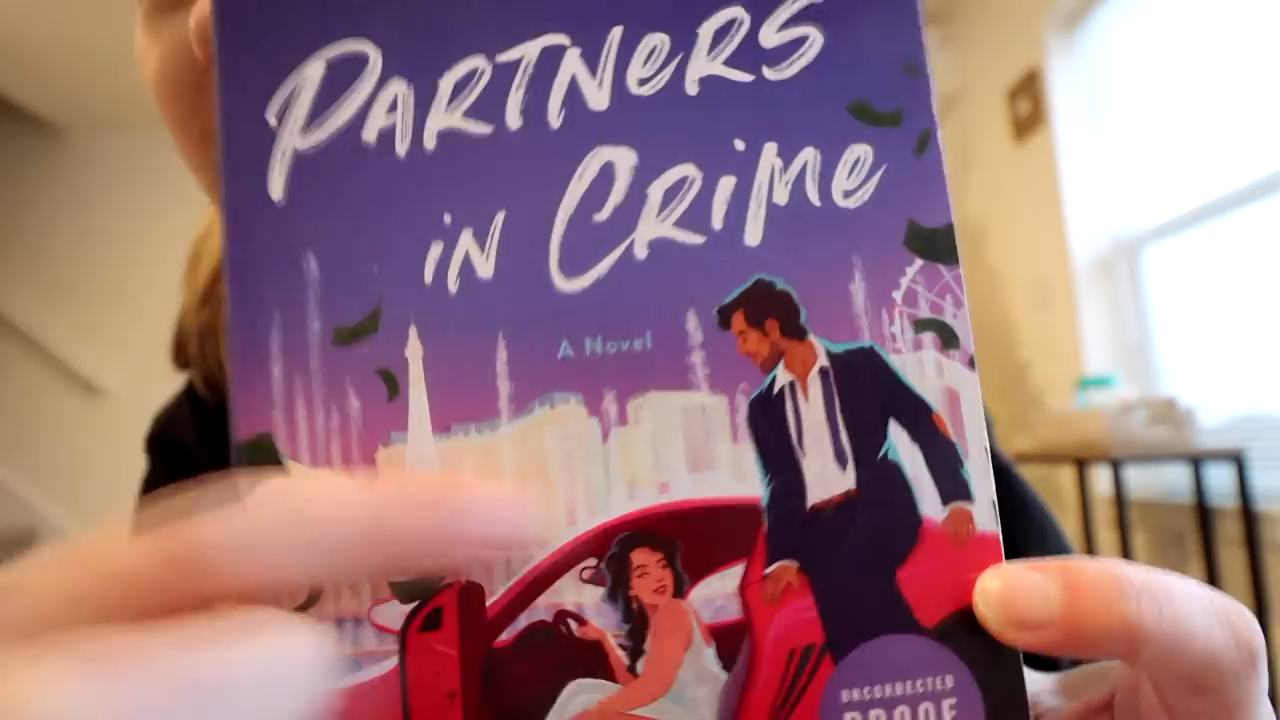 PARTNERS
IN CRIME
A Novel
UNCORRECTED
PROOF